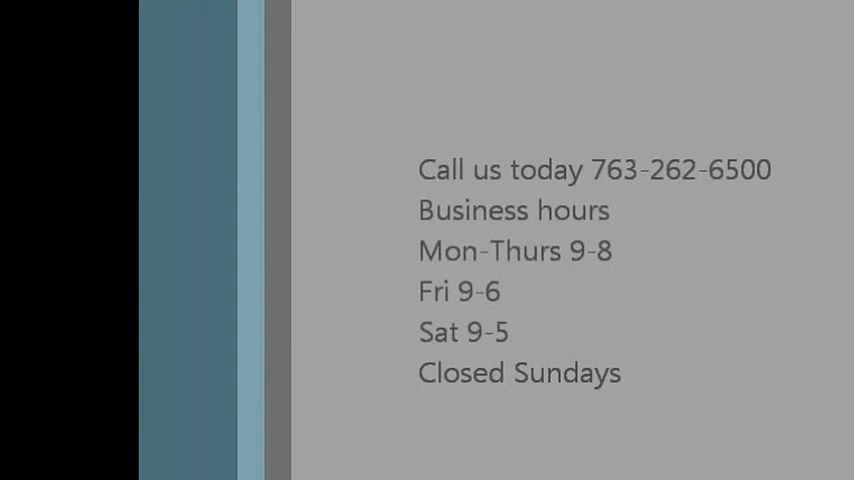 Call us today 763-262-6500
Business hours
Mon-Thurs 9-8
Fri 9-6
Sat 9-5
Closed Sundays